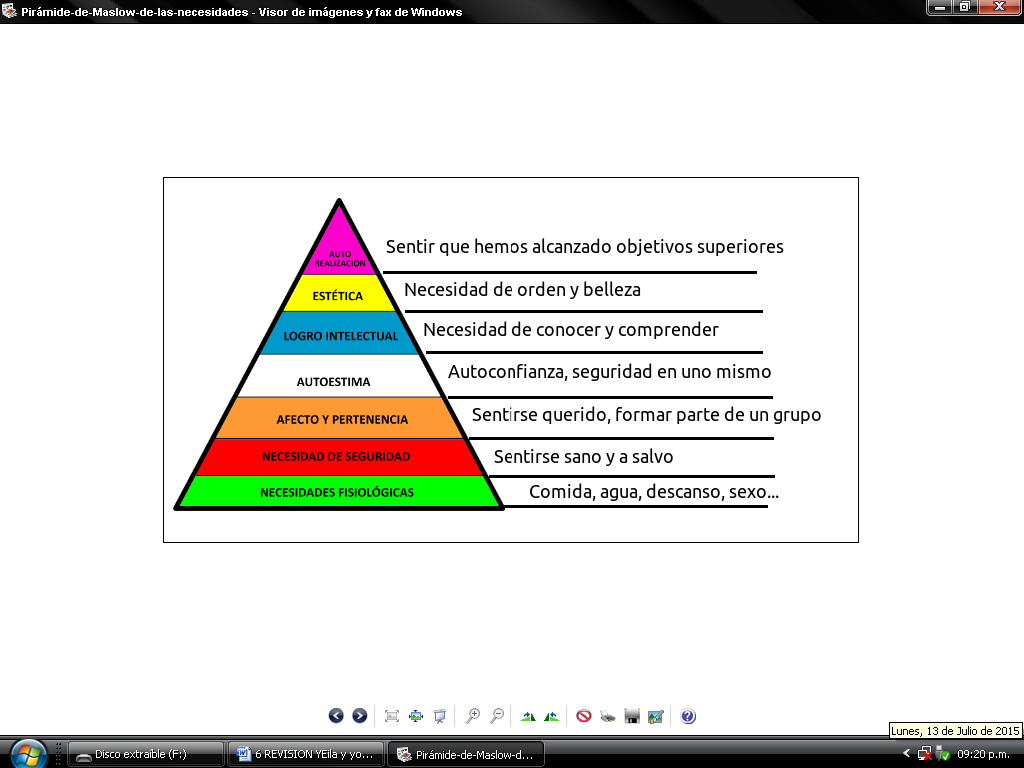 Pirámide-de-Maslow-de-las-necesidades - Visor de imágenes y fax de Windows
AUTO
REALIZACIÓN
Sentir que hemos alcanzado objetivos superiores
ESTÉTICA
Necesidad de orden y belleza
LOGRO INTELECTUAL
Necesidad de conocer y comprender
AUTOESTIMA
Autoconfianza, seguridad en uno mismo
AFECTO Y PERTENENCIA
Sentirse querido, formar parte de un grupo
NECESIDAD DE SEGURIDAD
Sentirse sano y a salvo
NECESIDADES FISIOLÓGICAS
Comida, agua, descanso, sexo...
Lunes, 13 de Julio de 2015
Disco extraíble (F:)
6 REVISION YEila y yo...
Pirámide-de-Maslow-d...
09:20 p.m.